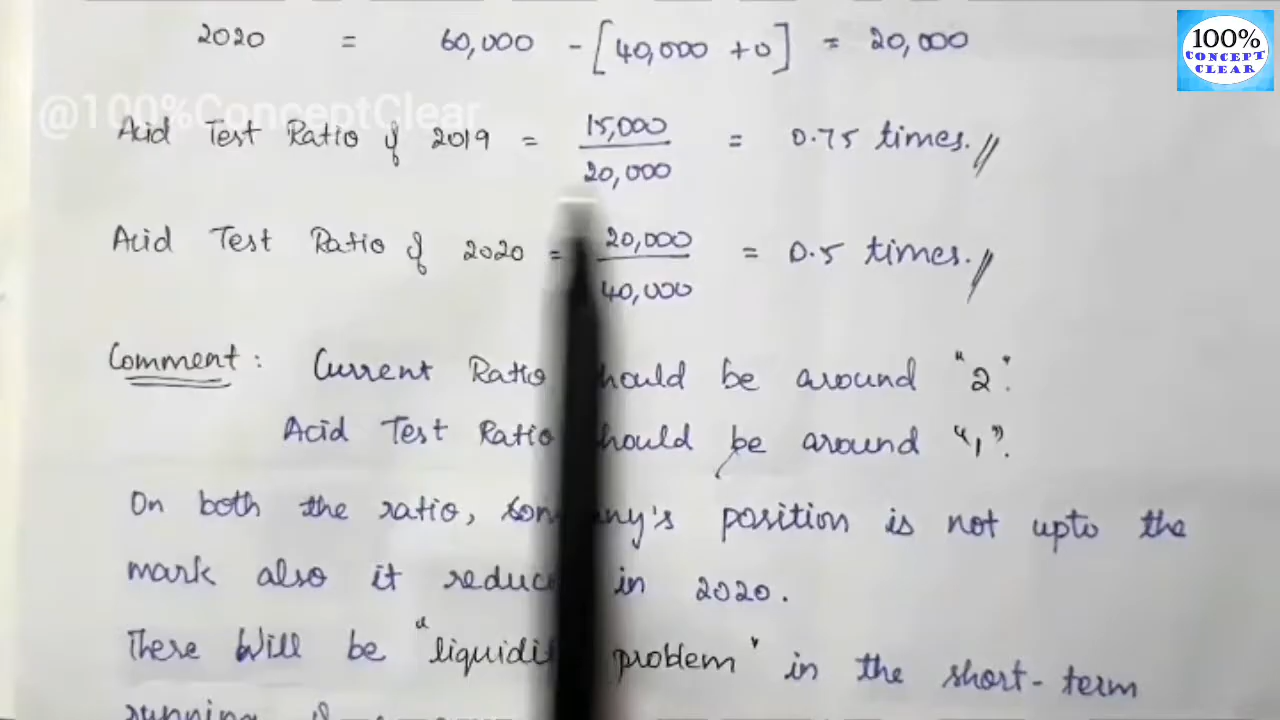 2020 = 60,000 - [40,000 + 0] = 20,000
100%
CONCEPT
CLEAR
@100%ConceptClear
Acid Test Ratio of 2019 = 15,000 / 20,000 = 0.75 times.//
Acid Test Ratio of 2020 = 20,000 / 40,000 = 0.5 times.//
Comment : Current Ratio should be around "2".
Acid Test Ratio should be around "1".
On both the ratio, position is not upto the
mark also it in 2020.
There Will be " problem" in the short-term
running